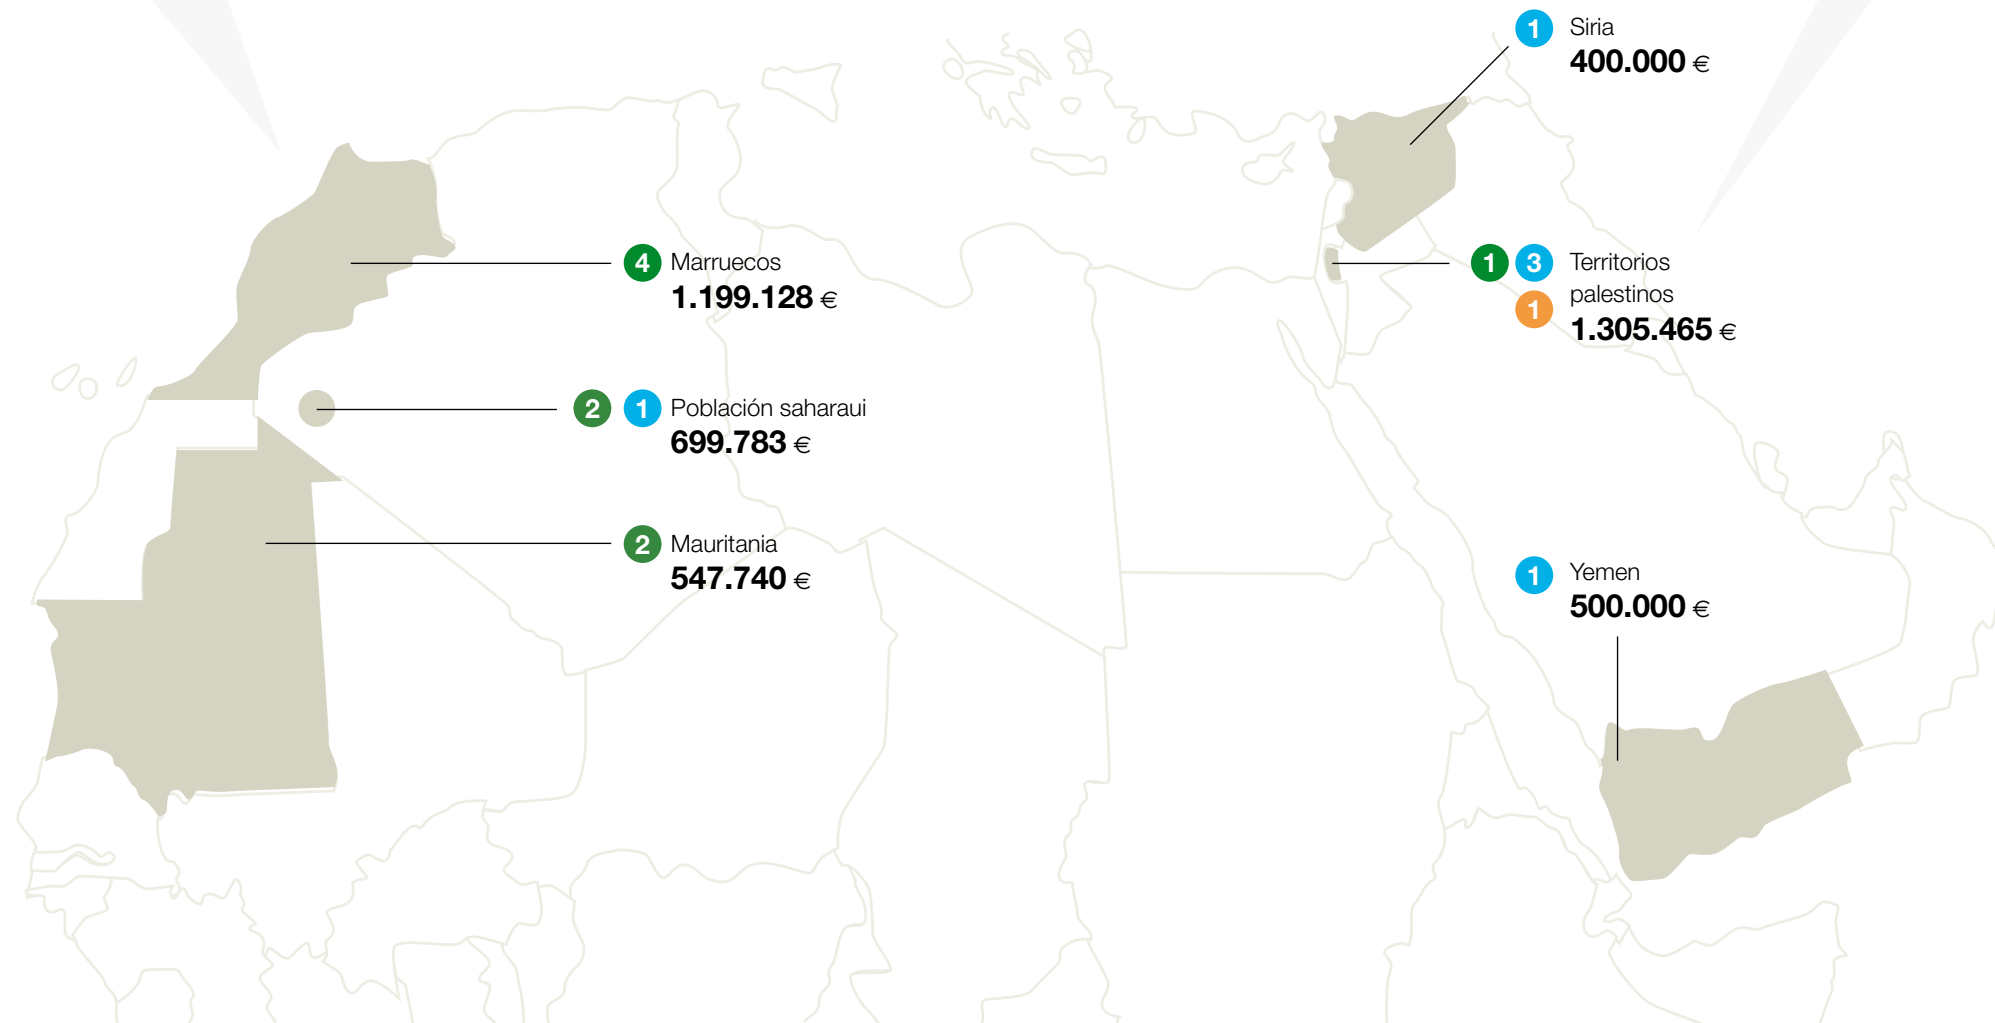 1 Siria
400.000 €
4 Marruecos
1.199.128 €
1 3 Territorios
palestinos
1
1.305.465 €
2 1 Población saharaui
699.783 €
2 Mauritania
547.740 €
1 Yemen
500.000 €